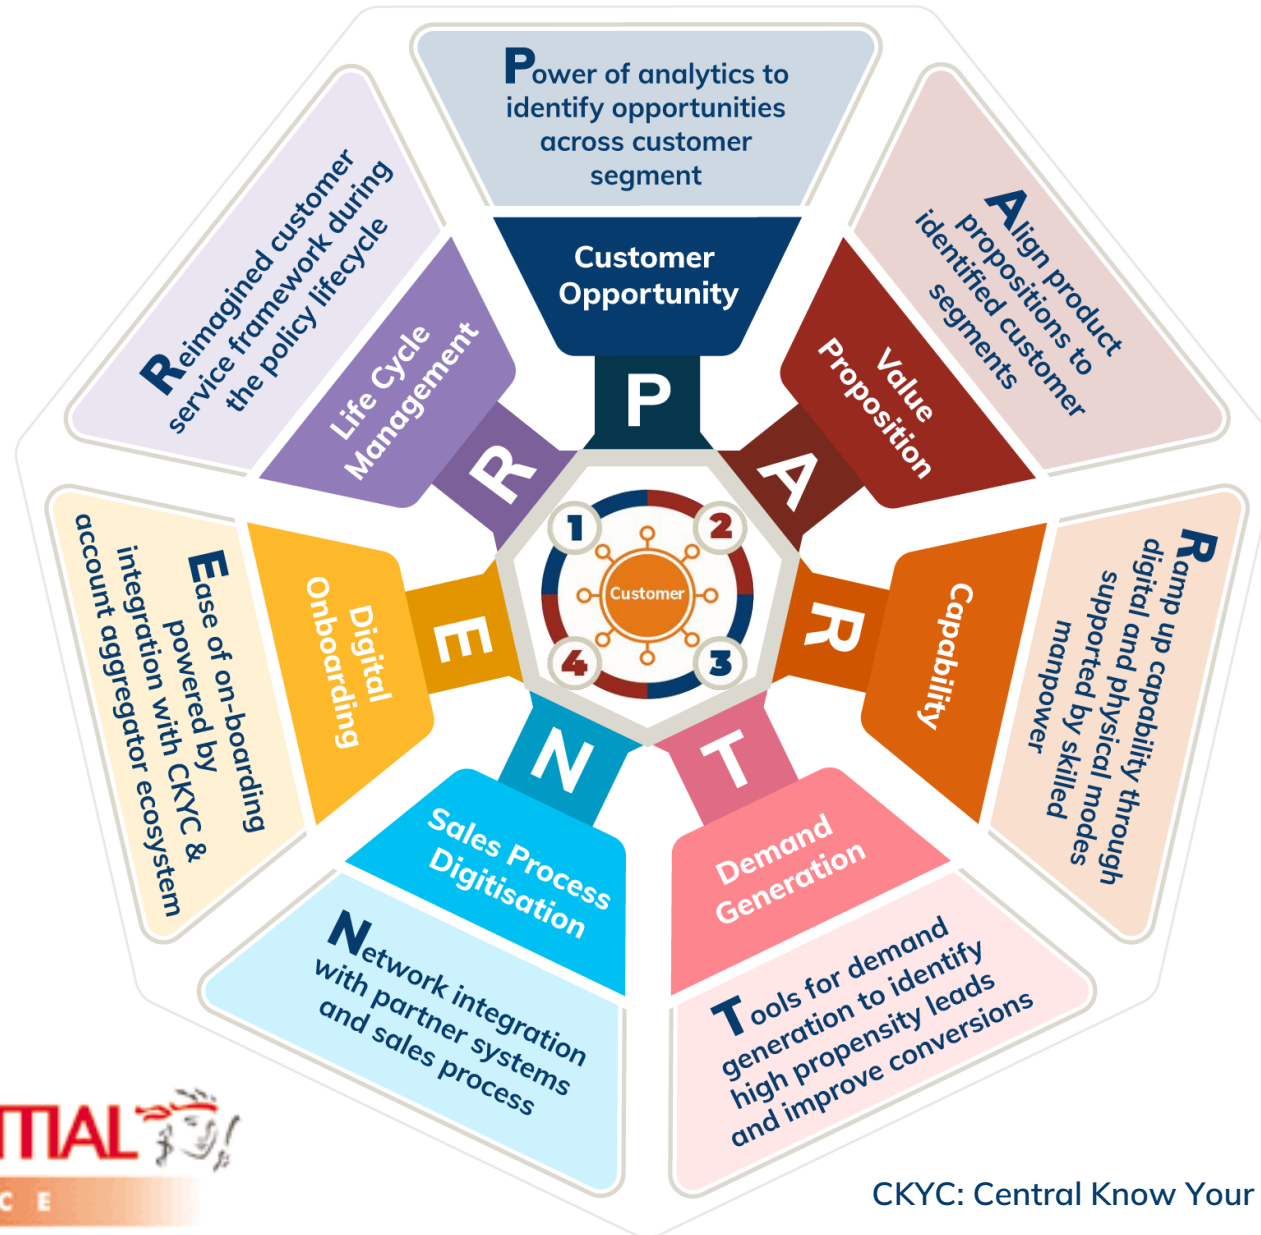 Power of analytics to
identify opportunities
across customer
segment
Customer
Opportunity
P
Align product
propositions to
identified customer
segments
Value
Proposition
A
Ramp up capability through
digital and physical modes
supported by skilled
manpower
Capability
R
Tools for demand
generation to identify
high propensity leads
and improve conversions
Demand
Generation
T
Network integration
with partner systems
and sales process
Sales Process
Digitisation
N
Ease of on-boarding
powered by
integration with CKYC &
account aggregator ecosystem
Digital
Onboarding
E
Reimagined customer
service framework during
the policy lifecycle
Life Cycle
Management
R
1
2
Customer
4
3
TIAL
C E
CKYC: Central Know Your